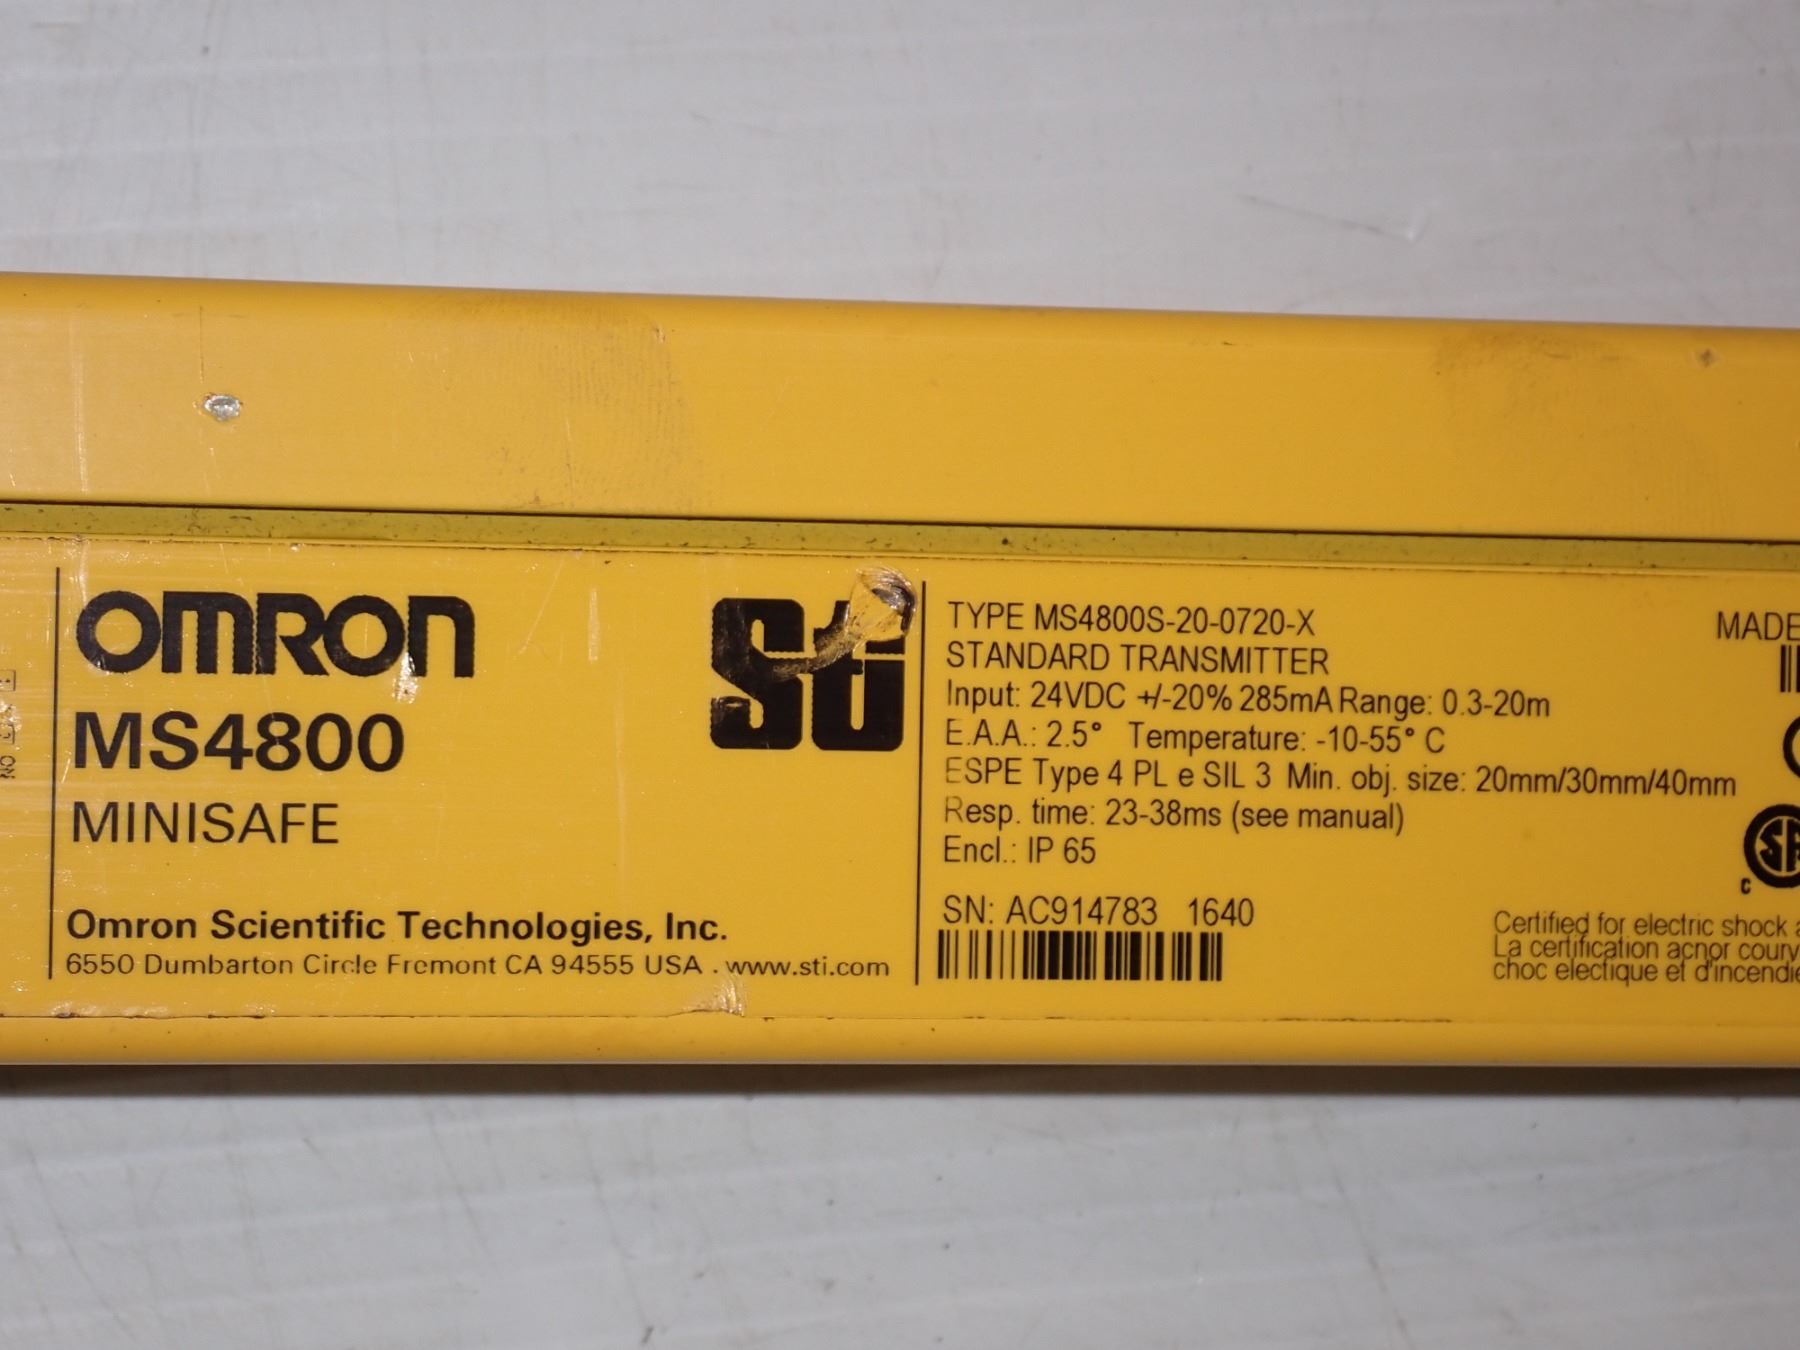 OMRON
MS4800
MINISAFE
Omron Scientific Technologies, Inc.
6550 Dumbarton Circle Fremont CA 94555 USA . www.sti.com
Sti
TYPE MS4800S-20-0720-X
STANDARD TRANSMITTER
Input: 24VDC +/-20% 285mA Range: 0.3-20m
E.A.A.: 2.5° Temperature: -10-55° C
ESPE Type 4 PL e SIL 3 Min. obj. size: 20mm/30mm/40mm
Resp. time: 23-38ms (see manual)
Encl.: IP 65
SN: AC914783 1640
MADE
C
Certified for electric shock
La certification acnor
choc electique et